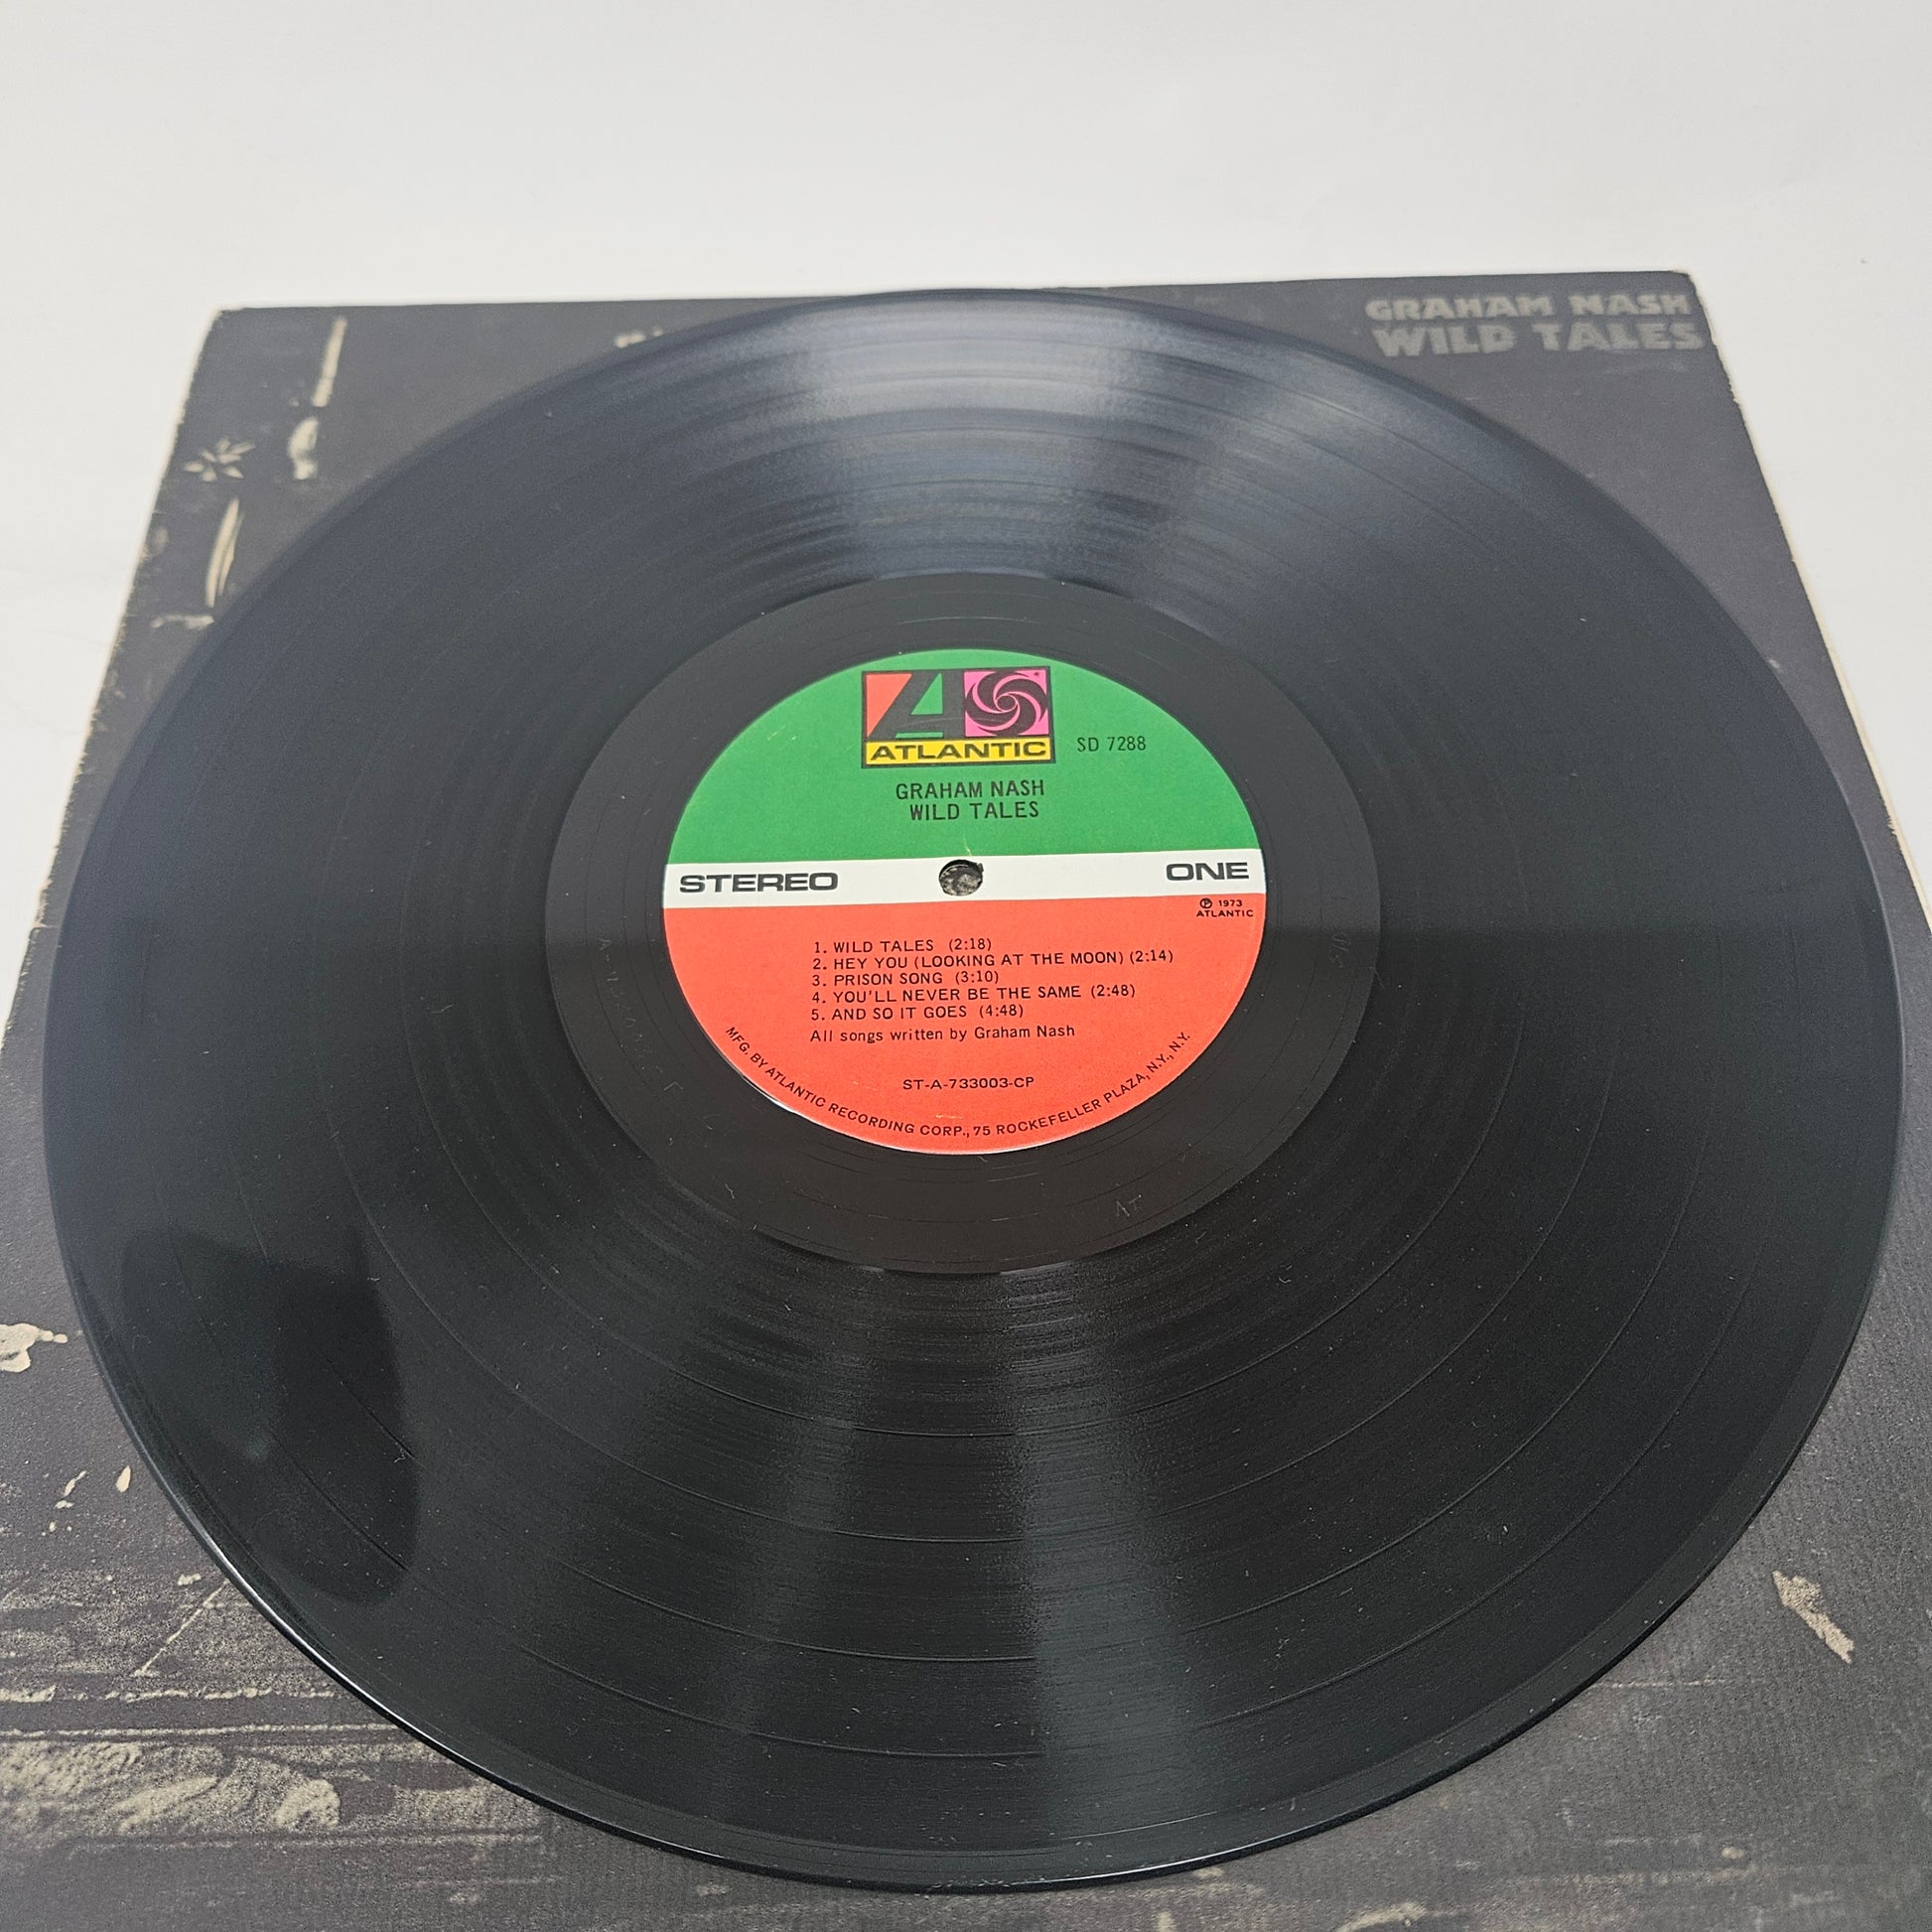 GRAHAM NASH
WILD TALES
ATLANTIC
SD 7288
GRAHAM NASH
WILD TALES
STEREO
ONE
Ⓟ 1973
ATLANTIC
1. WILD TALES (2:18)
2. HEY YOU (LOOKING AT THE MOON) (2:14)
3. PRISON SONG (3:10)
4. YOU'LL NEVER BE THE SAME (2:48)
5. AND SO IT GOES (4:48)
All songs written by Graham Nash
ST-A-733003-CP
MFG. BY ATLANTIC RECORDING CORP., 75 ROCKEFELLER PLAZA, N.Y., N.Y.